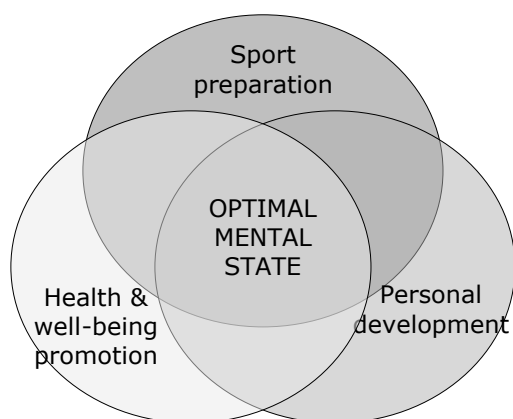 Sport
preparation
OPTIMAL
MENTAL
STATE
Health &
well-being
promotion
Personal
development